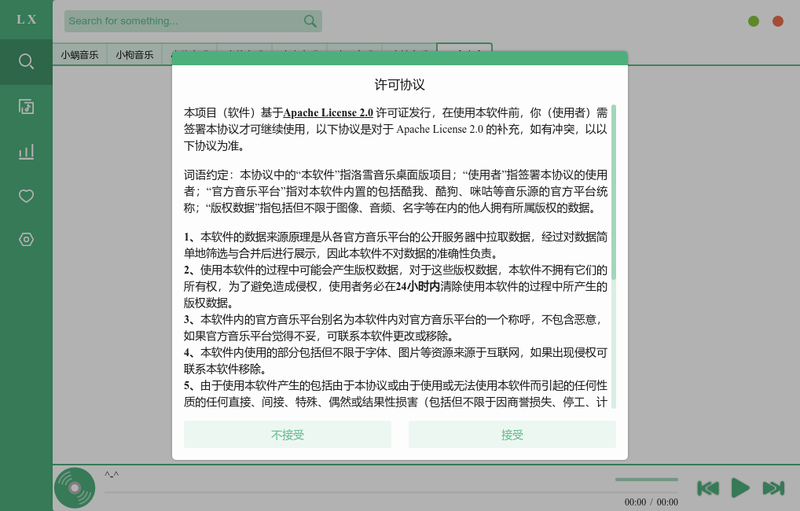 L X
Search for something...
小蜗音乐 小枸音乐
许可协议
本项目（软件）基于Apache License 2.0 许可证发行，在使用本软件前，你（使用者）需
签署本协议才可继续使用，以下协议是对于 Apache License 2.0 的补充，如有冲突，以以
下协议为准。
词语约定：本协议中的“本软件”指洛雪音乐桌面版项目；“使用者”指签署本协议的使用
者；“官方音乐平台”指对本软件内置的包括酷我、酷狗、咪咕等音乐源的官方平台统
称；“版权数据”指包括但不限于图像、音频、名字等在内的他人拥有所属版权的数据。
1、本软件的数据来源原理是从各官方音乐平台的公开服务器中拉取数据，经过对数据简
单地筛选与合并后进行展示，因此本软件不对数据的准确性负责。
2、使用本软件的过程中可能会产生版权数据，对于这些版权数据，本软件不拥有它们的
所有权，为了避免造成侵权，使用者务必在24小时内清除使用本软件的过程中所产生的
版权数据。
3、本软件内的官方音乐平台别名为本软件内对官方音乐平台的一个称呼，不包含恶意，
如果官方音乐平台觉得不妥，可联系本软件更改或移除。
4、本软件内使用的部分包括但不限于字体、图片等资源来源于互联网，如果出现侵权可
联系本软件移除。
5、由于使用本软件产生的包括由于本协议或由于使用或无法使用本软件而引起的任何性
质的任何直接、间接、特殊、偶然或结果性损害（包括但不限于因商誉损失、停工、计
不接受 接受
^-^
00:00 / 00:00